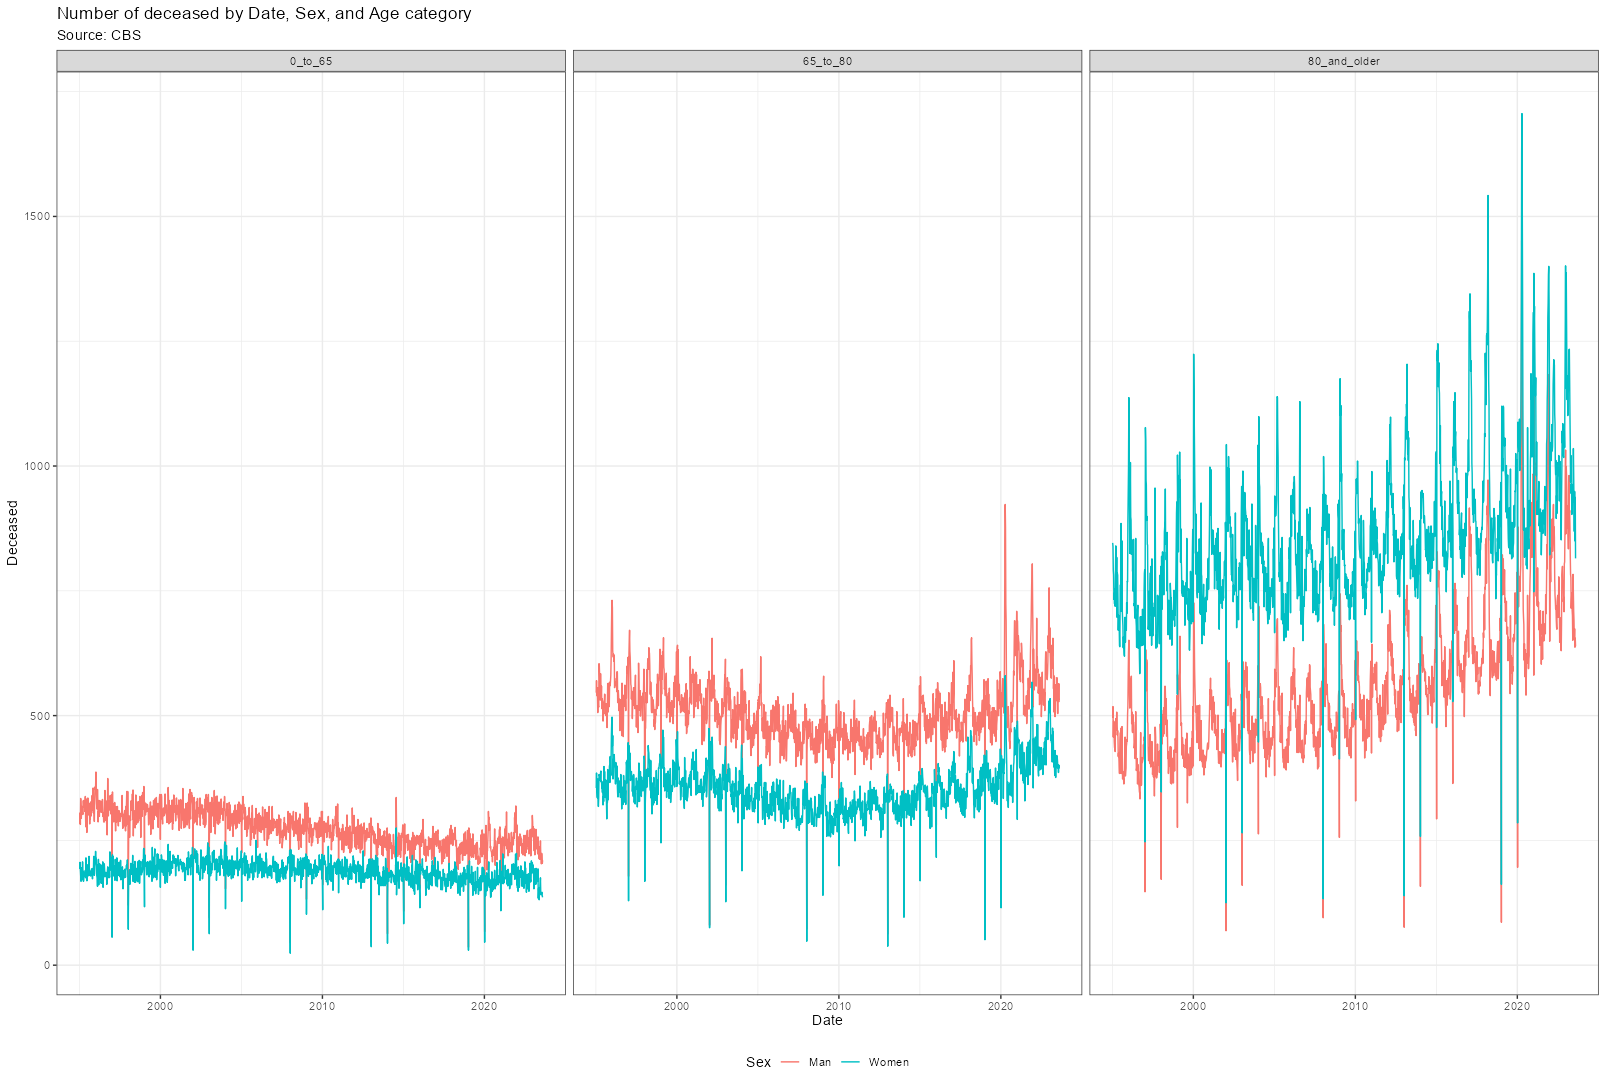 Number of deceased by Date, Sex, and Age category
Source: CBS
0_to_65
65_to_80
80_and_older
Deceased
1500
1000
500
0
2000
2010
2020
2000
2010
2020
2000
2010
2020
Date
Sex
Man
Women